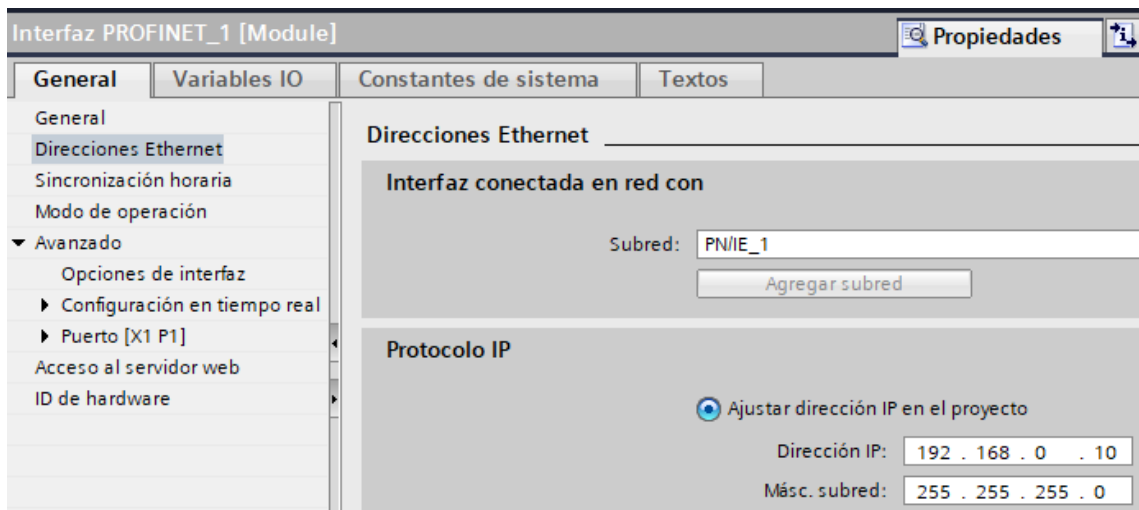 Interfaz PROFINET_1 [Module]
Propiedades
General
Variables IO
Constantes de sistema
Textos
General
Direcciones Ethernet
Sincronización horaria
Modo de operación
Avanzado
Opciones de interfaz
Configuración en tiempo real
Puerto [X1 P1]
Acceso al servidor web
ID de hardware
Direcciones Ethernet
Interfaz conectada en red con
Subred: PN/IE_1
Agregar subred
Protocolo IP
Ajustar dirección IP en el proyecto
Dirección IP: 192 . 168 . 0 . 10
Másc. subred: 255 . 255 . 255 . 0